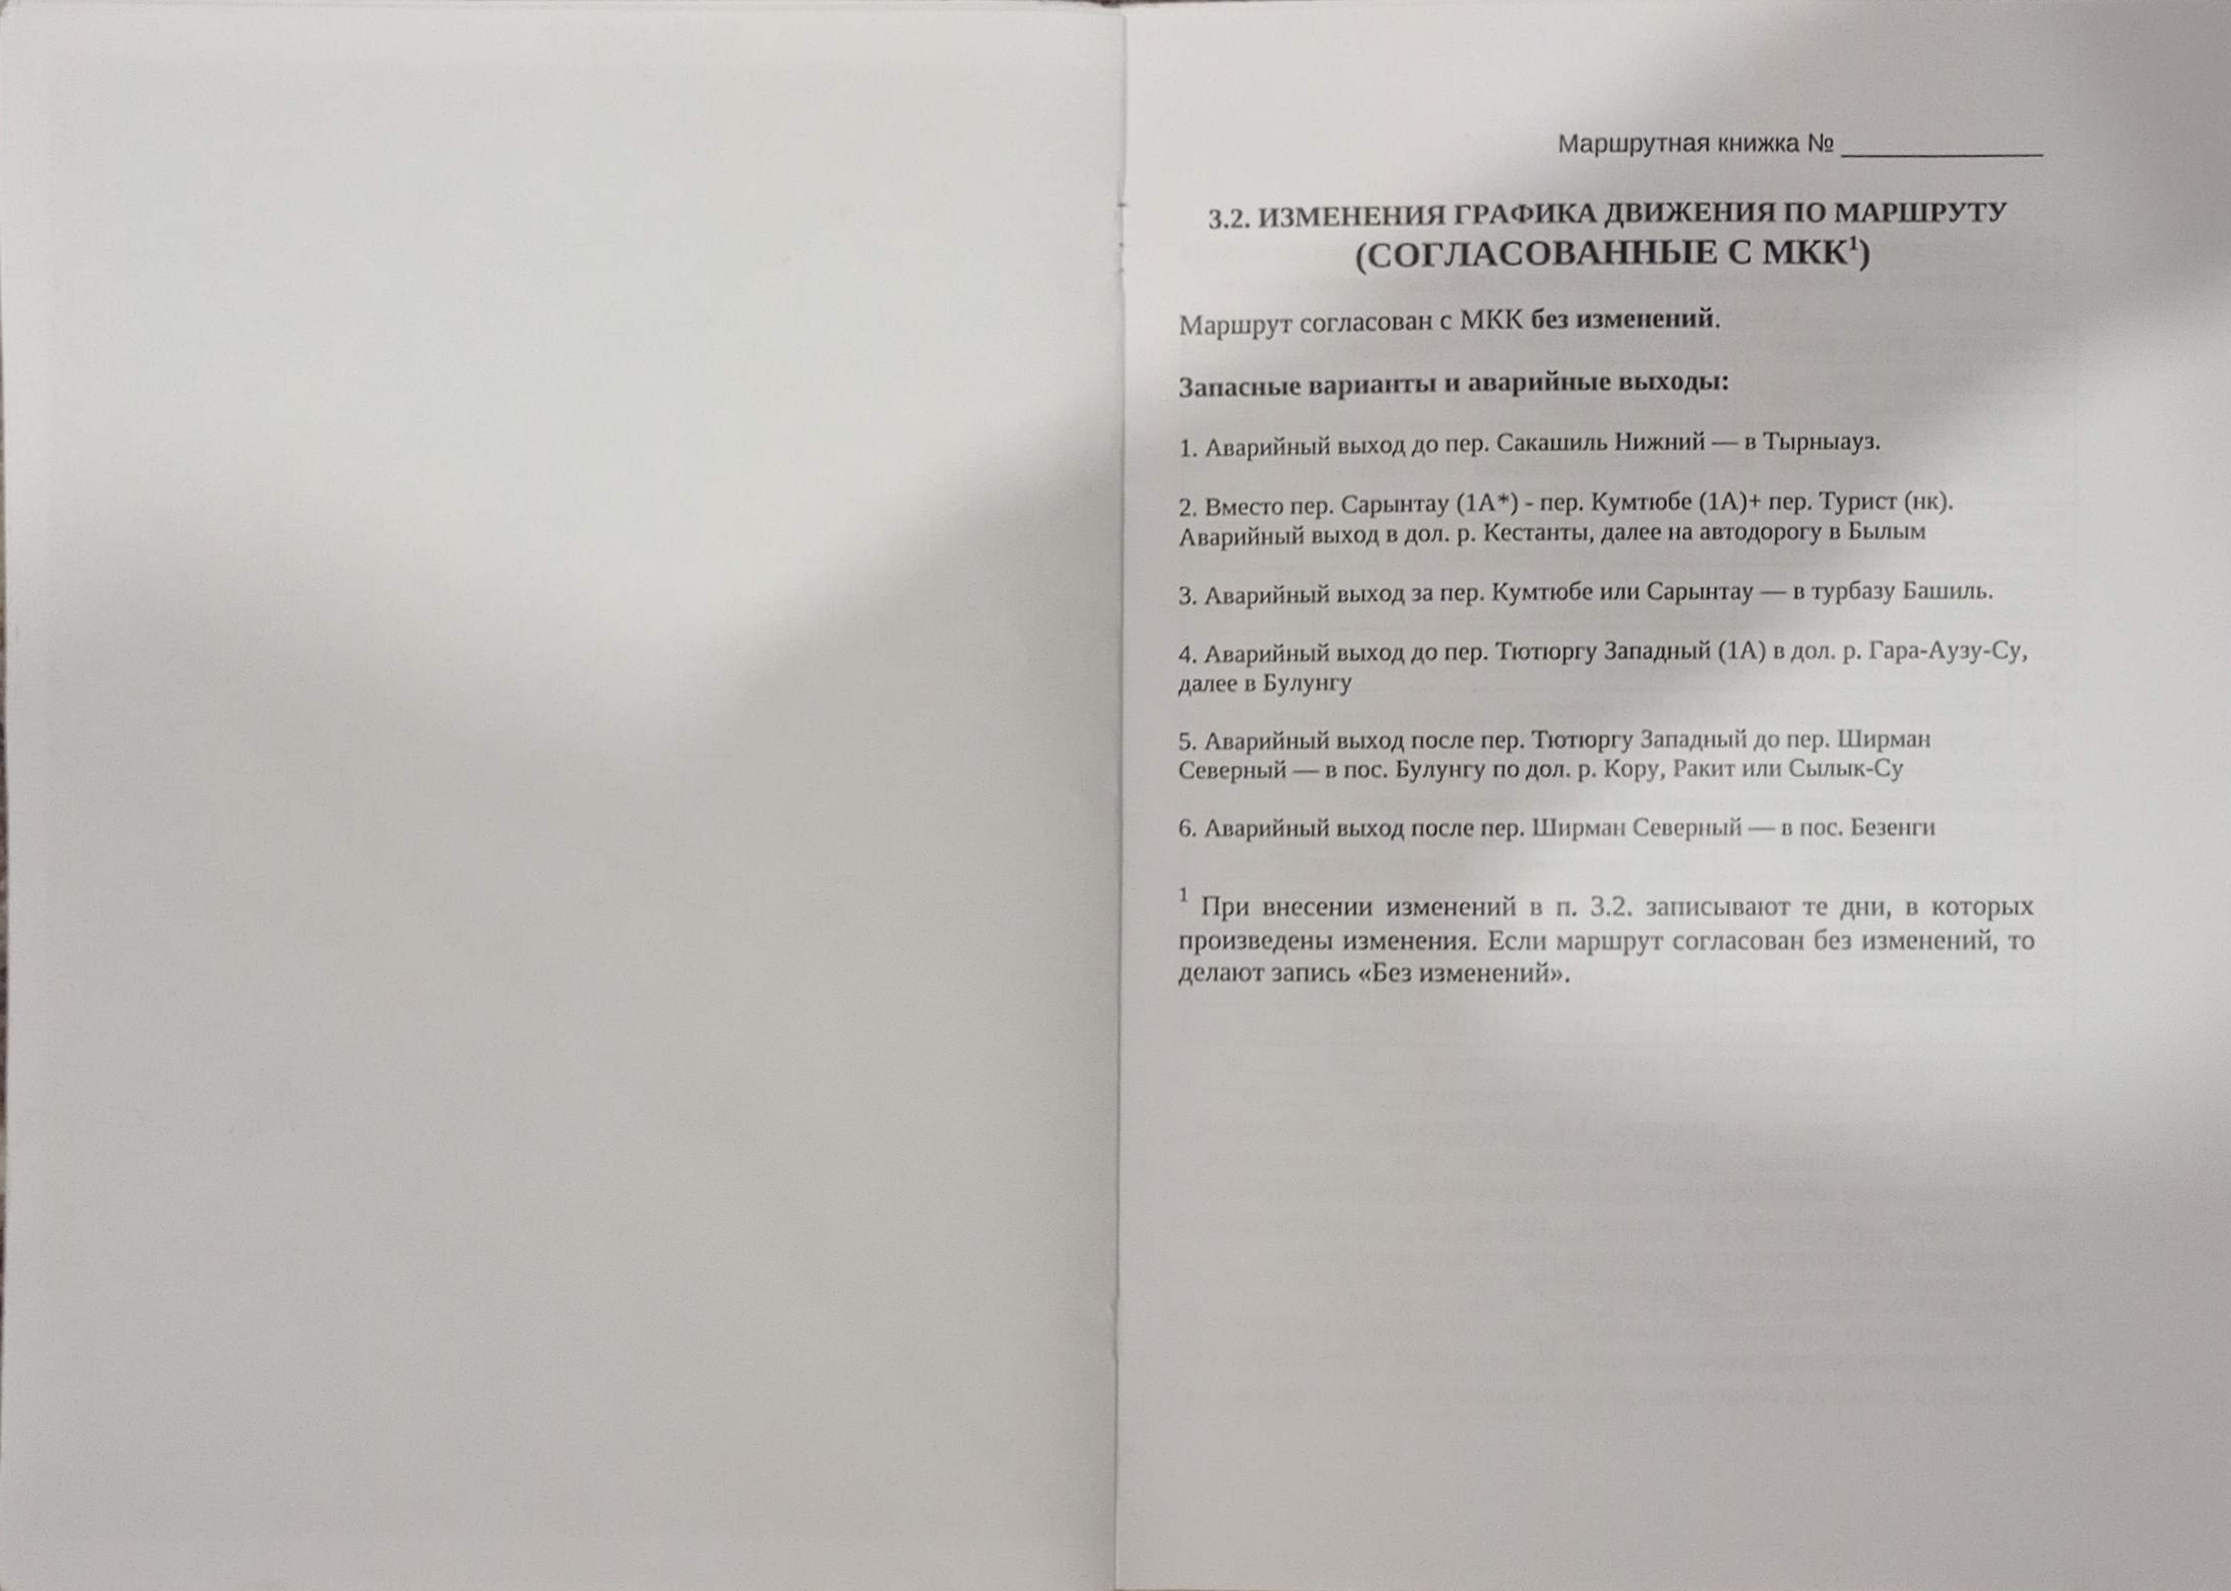 Маршрутная книжка № _______________
3.2. ИЗМЕНЕНИЯ ГРАФИКА ДВИЖЕНИЯ ПО МАРШРУТУ
(СОГЛАСОВАННЫЕ С МКК¹)
Маршрут согласован с МКК без изменений.
Запасные варианты и аварийные выходы:
1. Аварийный выход до пер. Сакашиль Нижний — в Тырныауз.
2. Вместо пер. Сарынтау (1А*) - пер. Кумтюбе (1А)+ пер. Турист (нк).
Аварийный выход в дол. р. Кестанты, далее на автодорогу в Былым
3. Аварийный выход за пер. Кумтюбе или Сарынтау — в турбазу Башиль.
4. Аварийный выход до пер. Тютюргу Западный (1А) в дол. р. Гара-Аузу-Су,
далее в Булунгу
5. Аварийный выход после пер. Тютюргу Западный до пер. Ширман
Северный — в пос. Булунгу по дол. р. Кору, Ракит или Сылык-Су
6. Аварийный выход после пер. Ширман Северный — в пос. Безенги
¹ При внесении изменений в п. 3.2. записывают те дни, в которых
произведены изменения. Если маршрут согласован без изменений, то
делают запись «Без изменений».